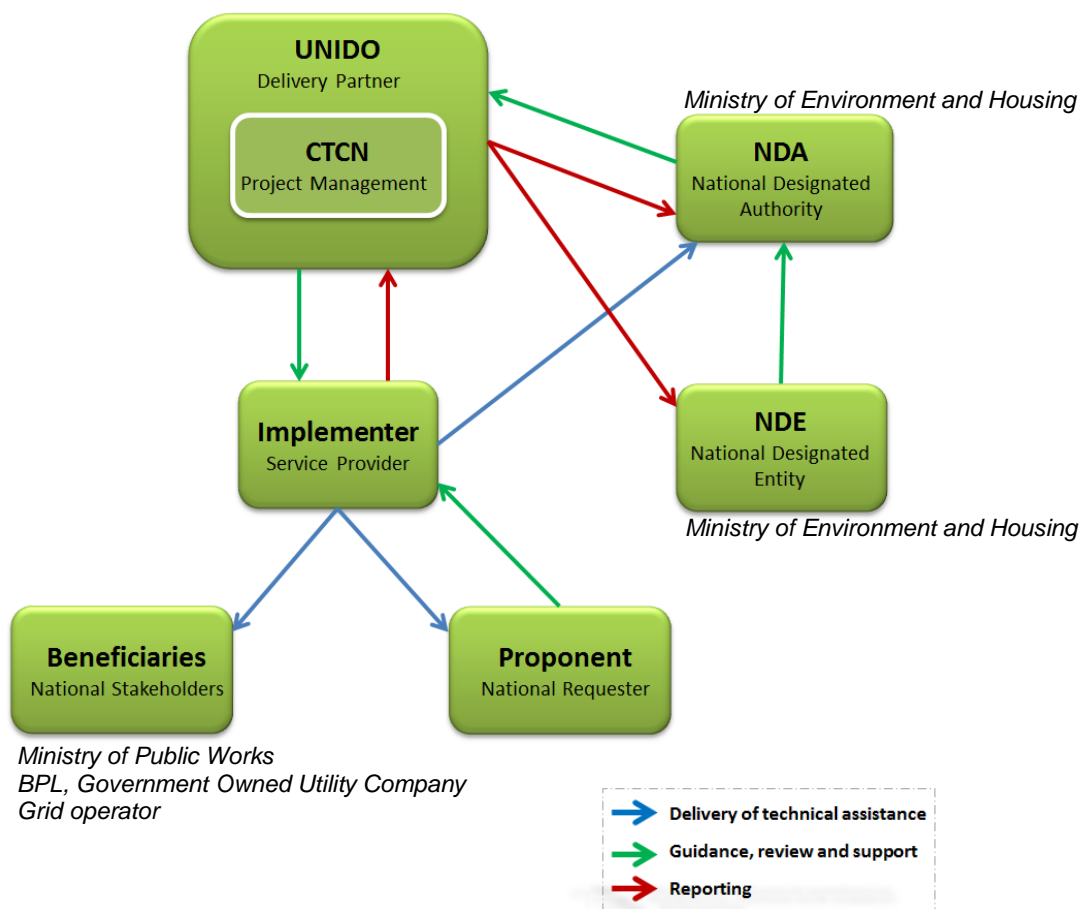 UNIDO
Delivery Partner
CTCN
Project Management
Ministry of Environment and Housing
NDA
National Designated
Authority
Implementer
Service Provider
NDE
National Designated
Entity
Ministry of Environment and Housing
Beneficiaries
National Stakeholders
Proponent
National Requester
Ministry of Public Works
BPL, Government Owned Utility Company
Grid operator
Delivery of technical assistance
Guidance, review and support
Reporting